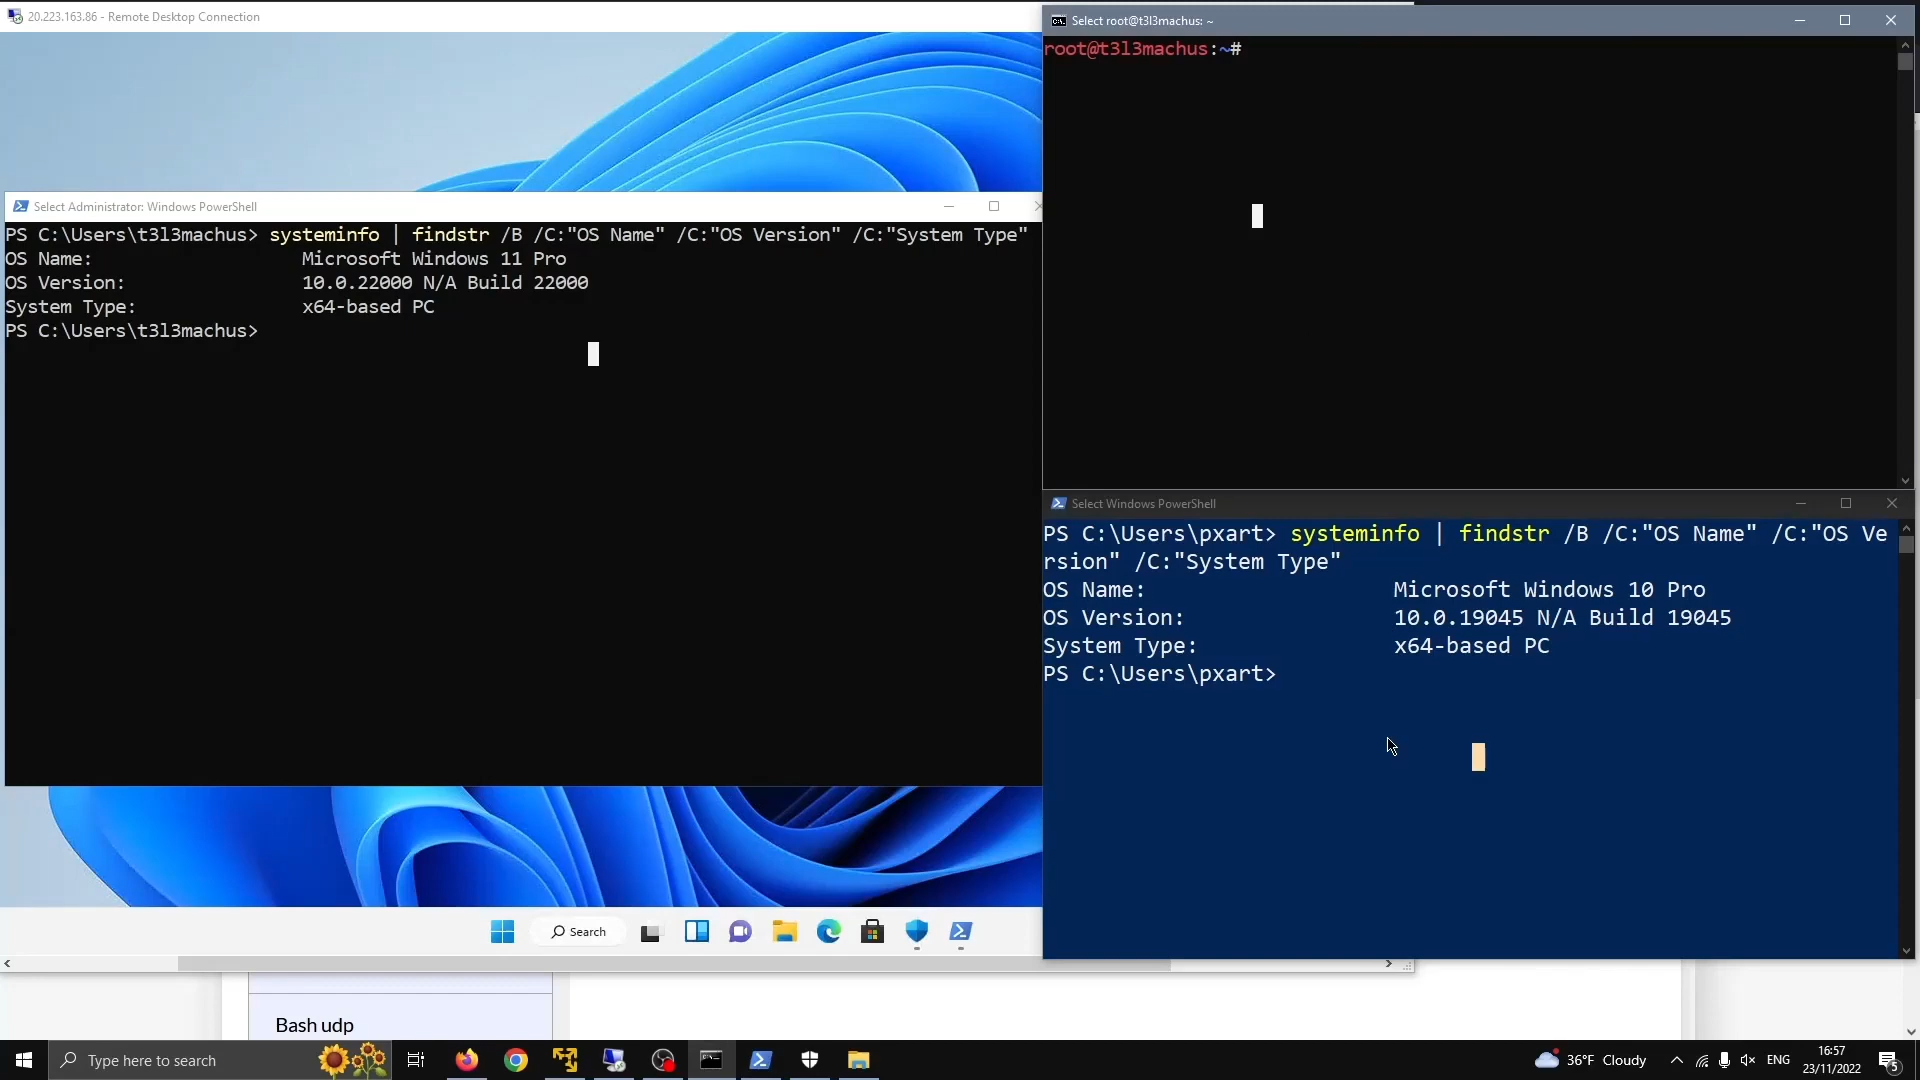 20.223.163.86 - Remote Desktop Connection
Select Administrator: Windows PowerShell
PS C:\Users\t3l3machus> systeminfo | findstr /B /C:"OS Name" /C:"OS Version" /C:"System Type"
OS Name: Microsoft Windows 11 Pro
OS Version: 10.0.22000 N/A Build 22000
System Type: x64-based PC
PS C:\Users\t3l3machus>
Search
Select root@t3l3machus: ~
root@t3l3machus:~#
Select Windows PowerShell
PS C:\Users\pxart> systeminfo | findstr /B /C:"OS Name" /C:"OS Ve
rsion" /C:"System Type"
OS Name: Microsoft Windows 10 Pro
OS Version: 10.0.19045 N/A Build 19045
System Type: x64-based PC
PS C:\Users\pxart>
Bash udp
Type here to search
36°F Cloudy
ENG
16:57
23/11/2022
5